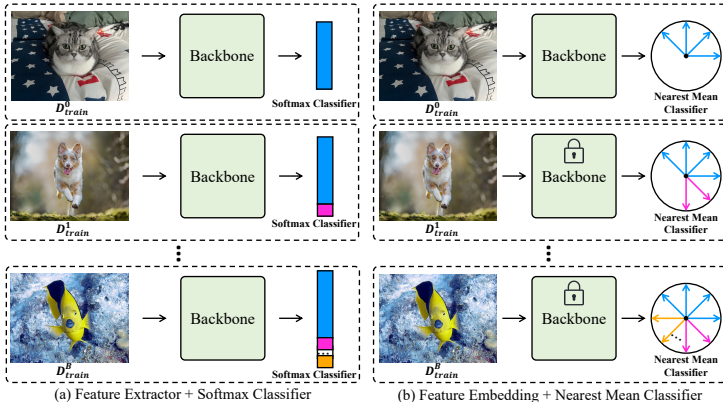 Backbone
Softmax Classifier
D⁰train
Backbone
Softmax Classifier
D¹train
Backbone
Softmax Classifier
Dᴮtrain
(a) Feature Extractor + Softmax Classifier
Backbone
Nearest Mean
Classifier
D⁰train
Backbone
Nearest Mean
Classifier
D¹train
Backbone
Nearest Mean
Classifier
Dᴮtrain
(b) Feature Embedding + Nearest Mean Classifier